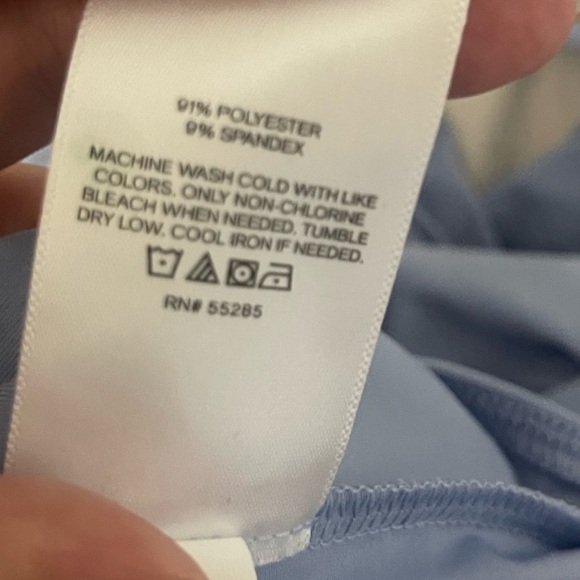 91% POLYESTER
9% SPANDEX
MACHINE WASH COLD WITH LIKE
COLORS. ONLY NON-CHLORINE
BLEACH WHEN NEEDED. TUMBLE
DRY LOW. COOL IRON IF NEEDED.
RN# 55285